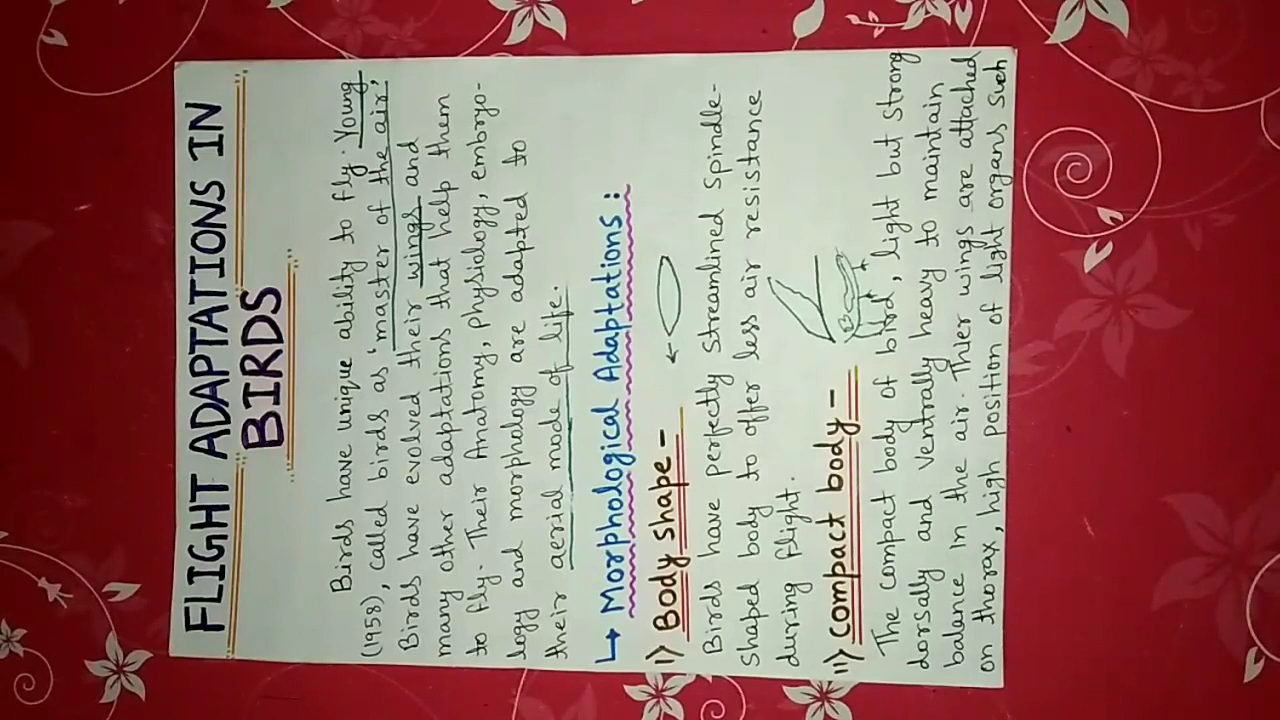 FLIGHT ADAPTATIONS IN
BIRDS
Birds have unique ability to fly. Young
(1958), called birds as 'master of the air'.
Birds have evolved their wings and
many other adaptations that help them
to fly. Their Anatomy, physiology, embryo-
logy and morphology are adapted to
their aerial mode of life.
↳ Morphological Adaptations :
i) Body shape -
Birds have perfectly streamlined spindle-
shaped body to offer less air resistance
during flight.
ii) Compact body -
The compact body of bird, light but strong
dorsally and ventrally heavy to maintain
balance in the air. Thier wings are attached
on thorax, high position of light organs such